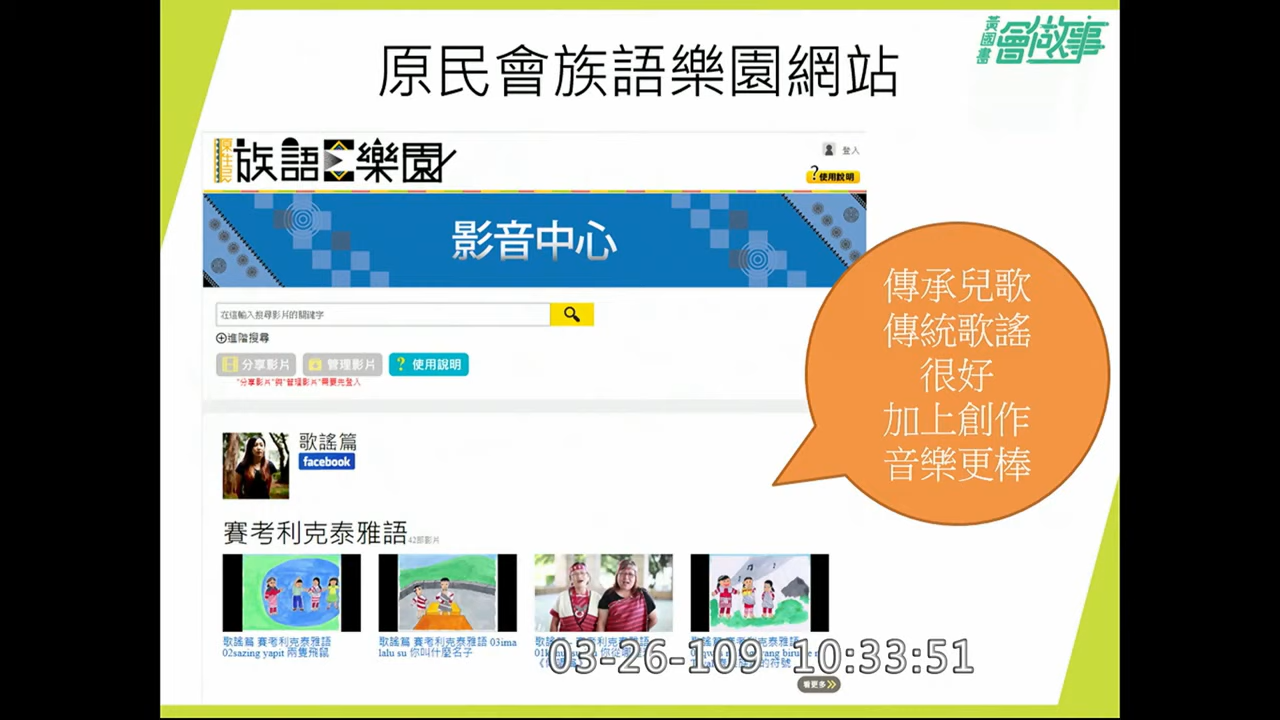 黃國書
會做事
原民會族語樂園網站
原住民
族語E樂園
登入
?使用說明
影音中心
在這輸入搜尋影片的關鍵字
進階搜尋
分享影片
管理影片
? 使用說明
"分享影片"與"管理影片"需要先登入
傳承兒歌
傳統歌謠
很好
加上創作
音樂更棒
歌謠篇
facebook
賽考利克泰雅語 42部影片
歌謠篇 賽考利克泰雅語
02sazing yapit 兩隻飛鼠
歌謠篇 賽考利克泰雅語 03ima
lalu su 你叫什麼名子
03-26-109 10:33:51
看更多